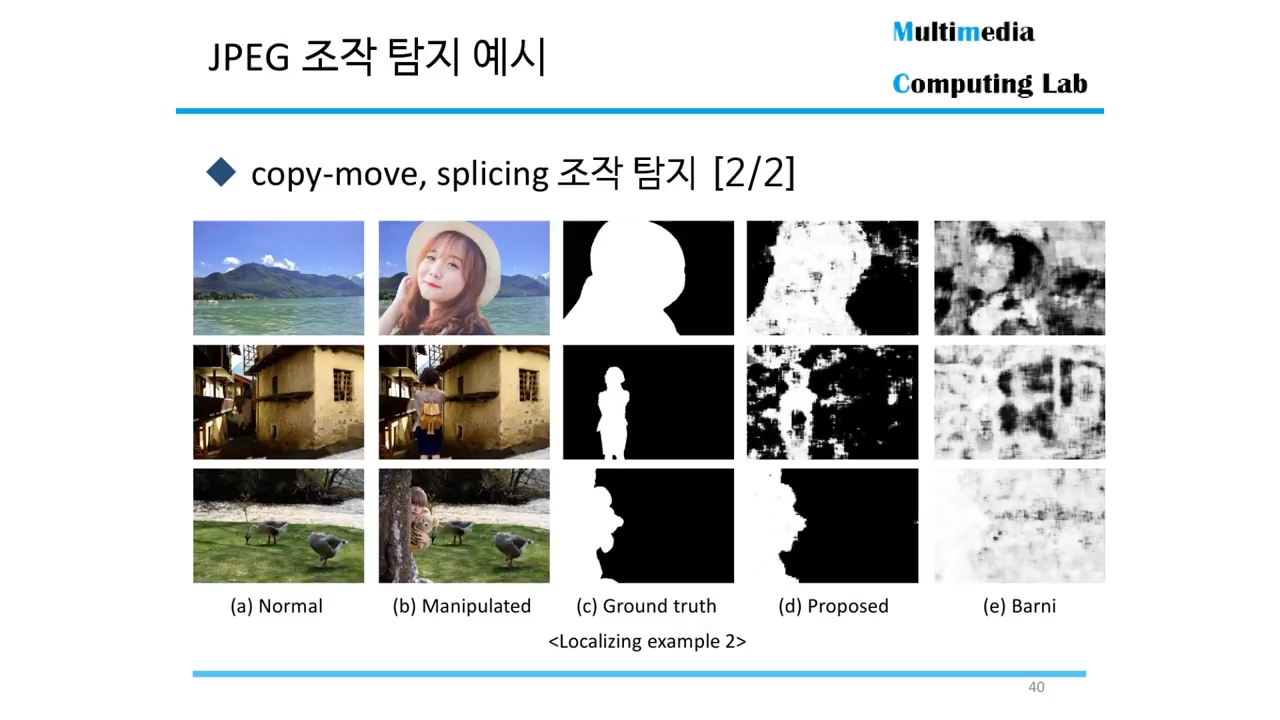 JPEG 조작 탐지 예시
Multimedia
Computing Lab
copy-move, splicing 조작 탐지 [2/2]
(a) Normal
(b) Manipulated
(c) Ground truth
(d) Proposed
(e) Barni
<Localizing example 2>
40